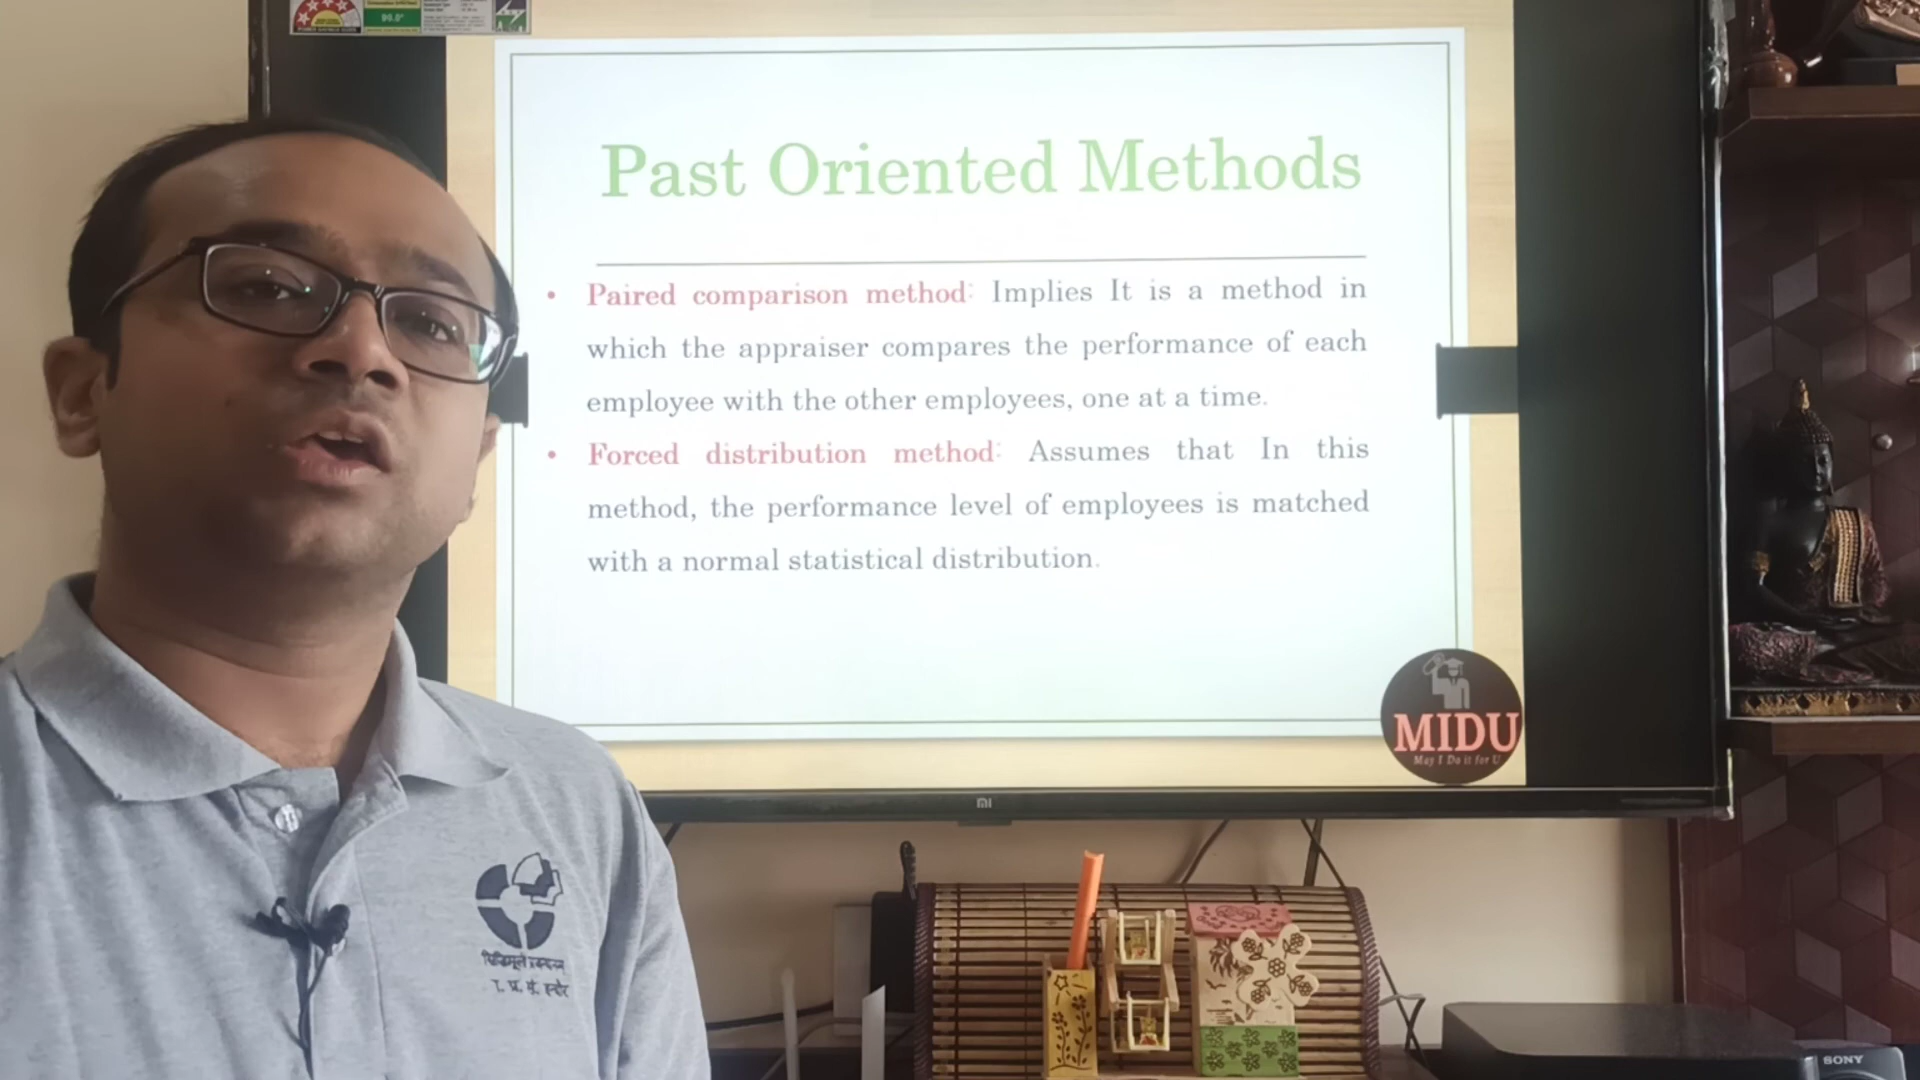 Past Oriented Methods
• Paired comparison method: Implies It is a method in
which the appraiser compares the performance of each
employee with the other employees, one at a time.
• Forced distribution method: Assumes that In this
method, the performance level of employees is matched
with a normal statistical distribution.
MIDU
May I Do it for U
mi
SONY